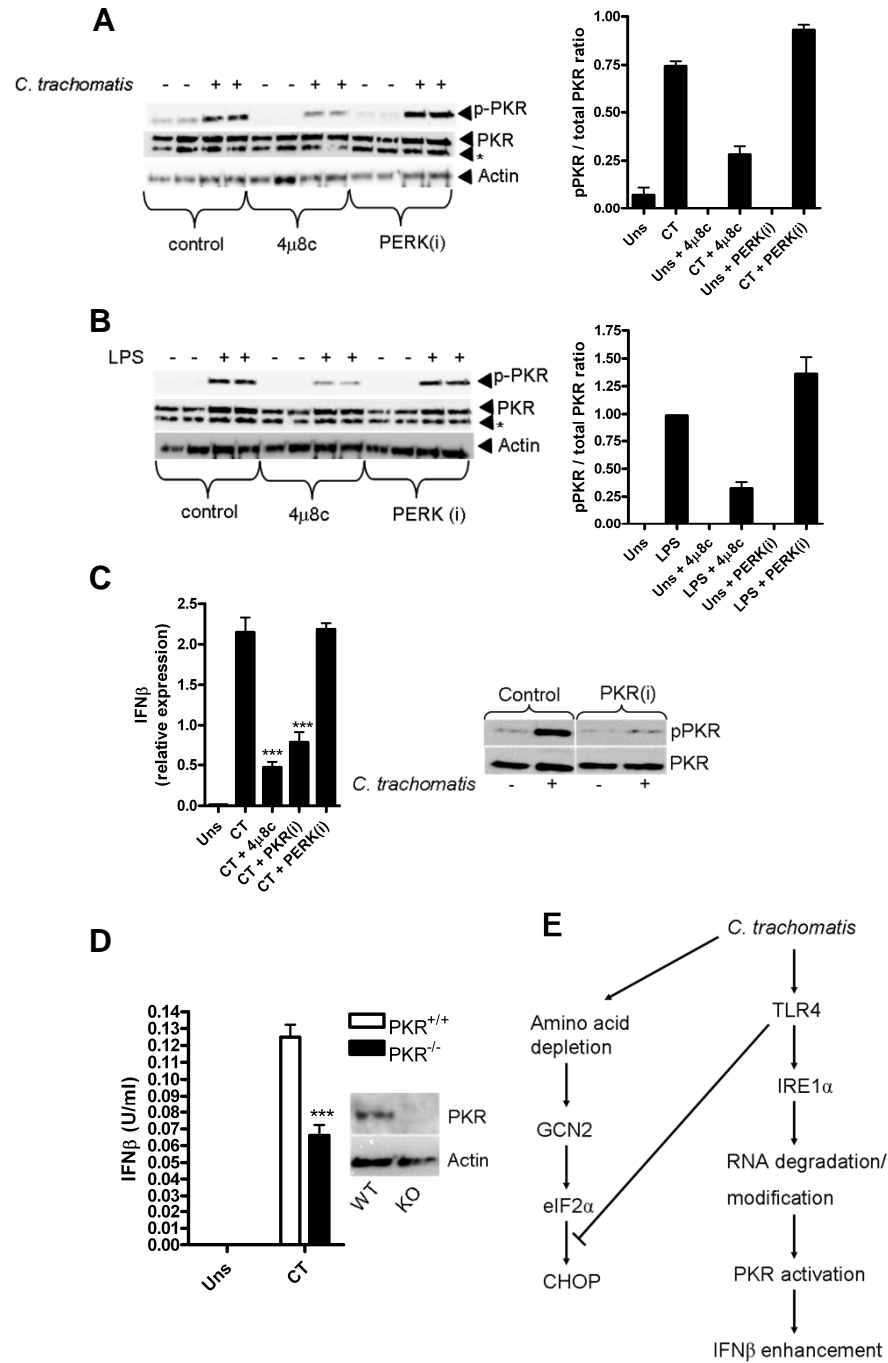 A
C. trachomatis - - + + - - + + - - + +
p-PKR
PKR
*
Actin
control 4µ8c PERK(i)
pPKR / total PKR ratio
1.00
0.75
0.50
0.25
0.00
Uns
CT
Uns + 4µ8c
CT + 4µ8c
Uns + PERK(i)
CT + PERK(i)
B
LPS - - + + - - + + - - + +
p-PKR
PKR
*
Actin
control 4µ8c PERK (i)
pPKR / total PKR ratio
1.75
1.50
1.25
1.00
0.75
0.50
0.25
0.00
Uns
LPS
Uns + 4µ8c
LPS + 4µ8c
Uns + PERK(i)
LPS + PERK(i)
C
IFNβ
(relative expression)
2.5
2.0
1.5
1.0
0.5
0.0
***
***
Uns
CT
CT + 4µ8c
CT + PKR(i)
CT + PERK(i)
Control PKR(i)
pPKR
PKR
C. trachomatis - + - +
D
IFNβ (U/ml)
0.14
0.13
0.12
0.11
0.10
0.09
0.08
0.07
0.06
0.05
0.04
0.03
0.02
0.01
0.00
***
Uns
CT
PKR+/+
PKR-/-
PKR
Actin
WT KO
E
C. trachomatis
TLR4
Amino acid
depletion
IRE1α
GCN2
RNA degradation/
modification
eIF2α
CHOP
PKR activation
IFNβ enhancement